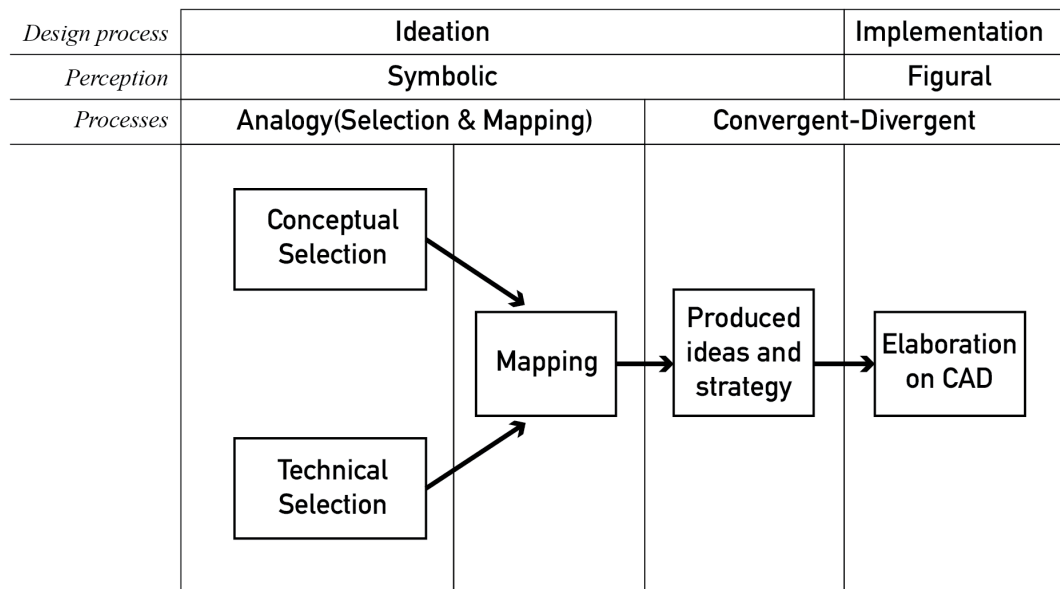 Design process Ideation Implementation
Perception Symbolic Figural
Processes Analogy(Selection & Mapping) Convergent-Divergent
Conceptual
Selection
Technical
Selection
Mapping
Produced
ideas and
strategy
Elaboration
on CAD